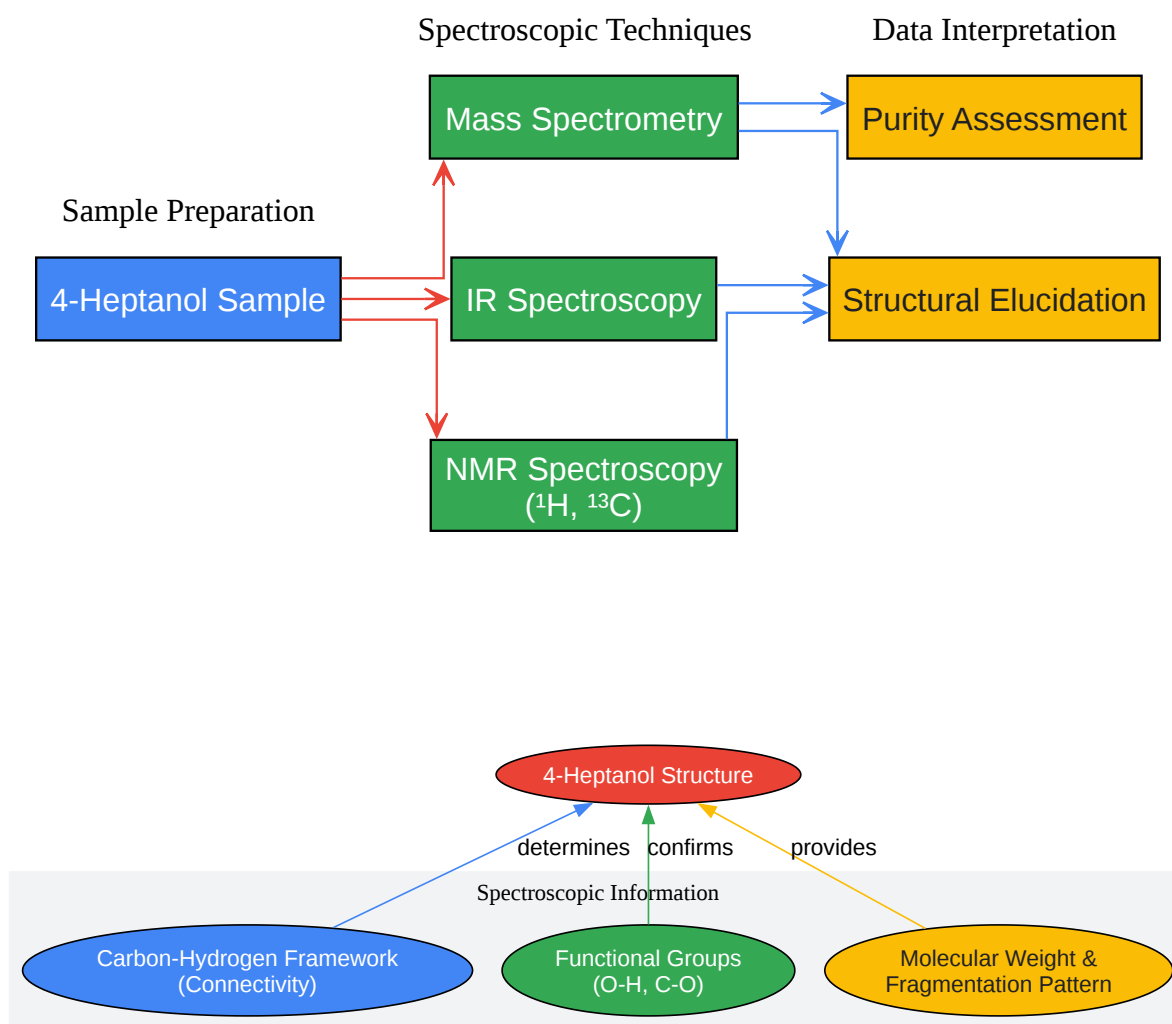 Spectroscopic Techniques
Data Interpretation
Mass Spectrometry
Purity Assessment
Sample Preparation
4-Heptanol Sample
IR Spectroscopy
Structural Elucidation
NMR Spectroscopy
(¹H, ¹³C)
4-Heptanol Structure
determines
confirms
provides
Spectroscopic Information
Carbon-Hydrogen Framework
(Connectivity)
Functional Groups
(O-H, C-O)
Molecular Weight &
Fragmentation Pattern